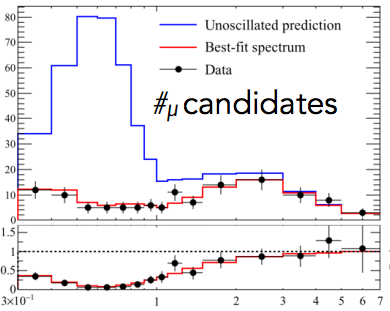 80
70
60
50
40
30
20
10
0
Unoscillated prediction
Best-fit spectrum
Data
#μ candidates
1.5
1
0.5
0
3×10⁻¹ 1 2 3 4 5 6 7